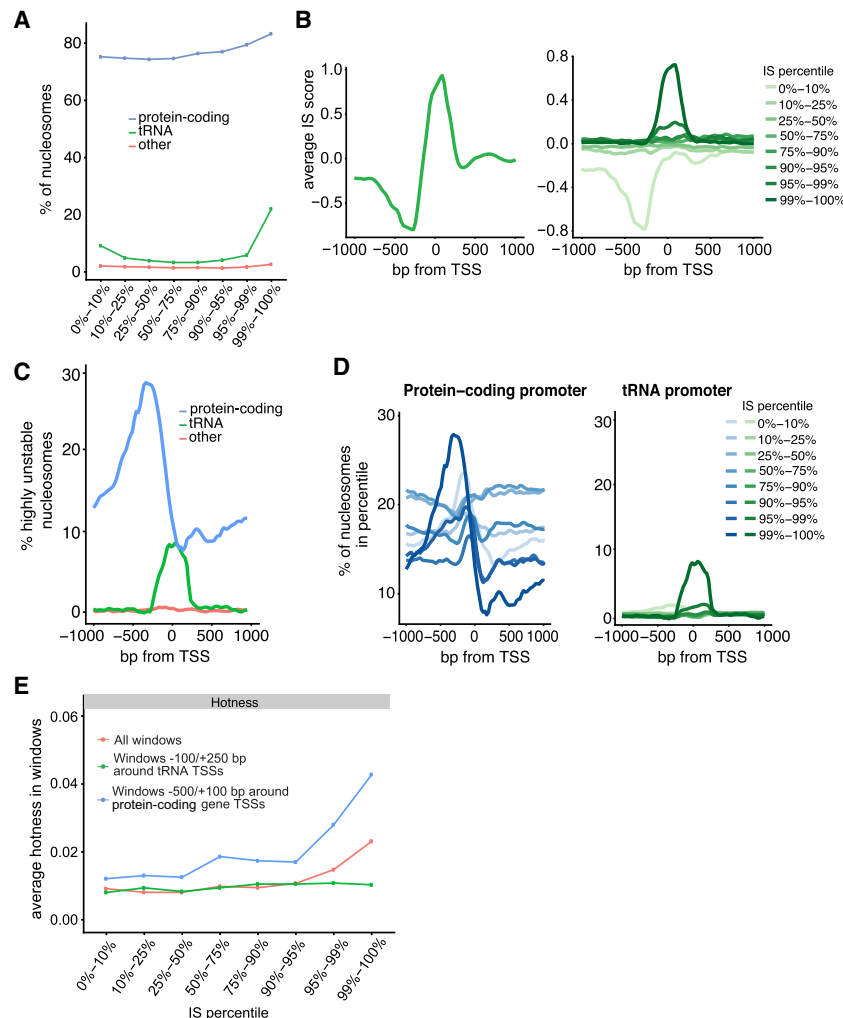 A
% of nucleosomes
80
60
40
20
0
protein-coding
tRNA
other
0%−10%
10%−25%
25%−50%
50%−75%
75%−90%
90%−95%
95%−99%
99%−100%
B
average IS score
1.0
0.5
0.0
−0.5
−1000
−500
0
500
1000
bp from TSS
0.8
0.4
0.0
−0.4
−0.8
−1000
−500
0
500
1000
bp from TSS
IS percentile
0%−10%
10%−25%
25%−50%
50%−75%
75%−90%
90%−95%
95%−99%
99%−100%
C
% highly unstable
nucleosomes
30
20
10
0
protein-coding
tRNA
other
−1000
−500
0
500
1000
bp from TSS
D
Protein−coding promoter
% of nucleosomes
in percentile
30
20
10
−1000
−500
0
500
1000
bp from TSS
tRNA promoter
30
20
10
0
−1000
−500
0
500
1000
bp from TSS
IS percentile
0%−10%
10%−25%
25%−50%
50%−75%
75%−90%
90%−95%
95%−99%
99%−100%
E
Hotness
average hotness in windows
0.06
0.04
0.02
0.00
All windows
Windows -100/+250 bp
around tRNA TSSs
Windows -500/+100 bp around
protein-coding gene TSSs
0%−10%
10%−25%
25%−50%
50%−75%
75%−90%
90%−95%
95%−99%
99%−100%
IS percentile